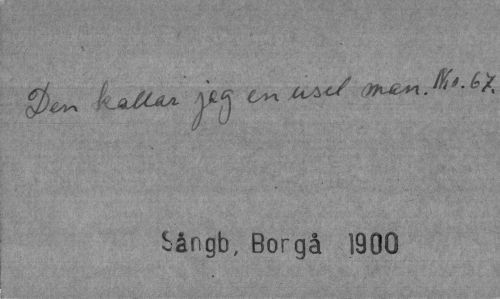 Den kallar jag en usel man. No. 67.
Sångb, Borgå 1900